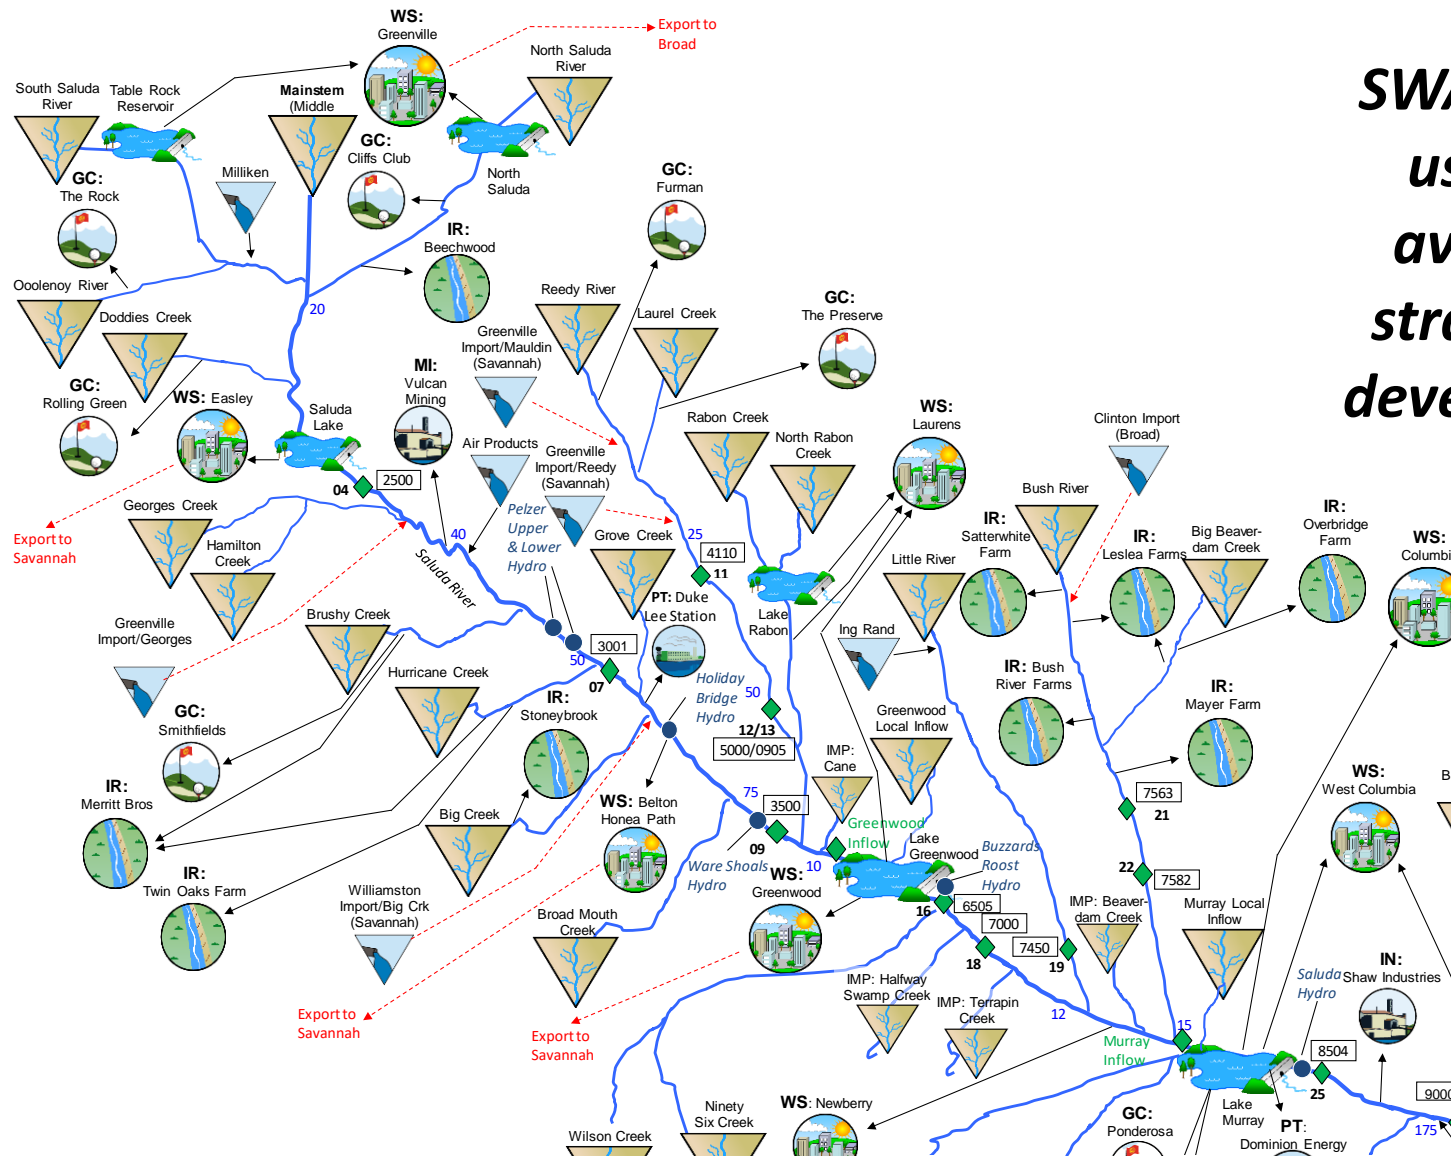 WS:
Greenville
Export to
Broad
North Saluda
River
South Saluda
River
Table Rock
Reservoir
Mainstem
(Middle
SWA
GC:
Cliffs Club
GC:
The Rock
Milliken
North
Saluda
GC:
Furman
us
IR:
Beechwood
av
Ooolenoy River
Doddies Creek
20
Reedy River
Laurel Creek
GC:
The Preserve
Greenville
Import/Mauldin
(Savannah)
stra
GC:
Rolling Green
WS: Easley
Saluda
Lake
MI:
Vulcan
Mining
deve
Rabon Creek
North Rabon
Creek
WS:
Laurens
Clinton Import
(Broad)
Air Products
Greenville
Import/Reedy
(Savannah)
04
2500
Georges Creek
Hamilton
Creek
Export to
Savannah
Pelzer
Upper
& Lower
Hydro
40
Saluda River
Grove Creek
25
4110
11
Bush River
IR:
Satterwhite
Farm
IR:
Leslea Farms
Big Beaver-
dam Creek
IR:
Overbridge
Farm
WS:
Columbi
Little River
Lake
Rabon
Greenville
Import/Georges
Brushy Creek
PT: Duke
Lee Station
Ing Rand
3001
50
07
Hurricane Creek
Holiday
Bridge
Hydro
50
12/13
5000/0905
IR: Bush
River Farms
IR:
Mayer Farm
GC:
Smithfields
IR:
Stoneybrook
Greenwood
Local Inflow
IMP:
Cane
IR:
Merritt Bros
Big Creek
WS: Belton
Honea Path
75
3500
09
Ware Shoals
Hydro
10
Greenwood
Inflow
Lake
Greenwood
Buzzards
Roost
Hydro
7563
21
WS:
West Columbia
B
IR:
Twin Oaks Farm
Williamston
Import/Big Crk
(Savannah)
Broad Mouth
Creek
WS:
Greenwood
16
6505
7000
18
7450
19
22
7582
IMP: Beaver-
dam Creek
Murray Local
Inflow
IMP: Halfway
Swamp Creek
IMP: Terrapin
Creek
Saluda
Hydro
IN:
Shaw Industries
Export to
Savannah
Export to
Savannah
12
15
Murray
Inflow
8504
25
9000
175
Wilson Creek
Ninety
Six Creek
WS: Newberry
GC:
Ponderosa
Lake
Murray
PT:
Dominion Energy